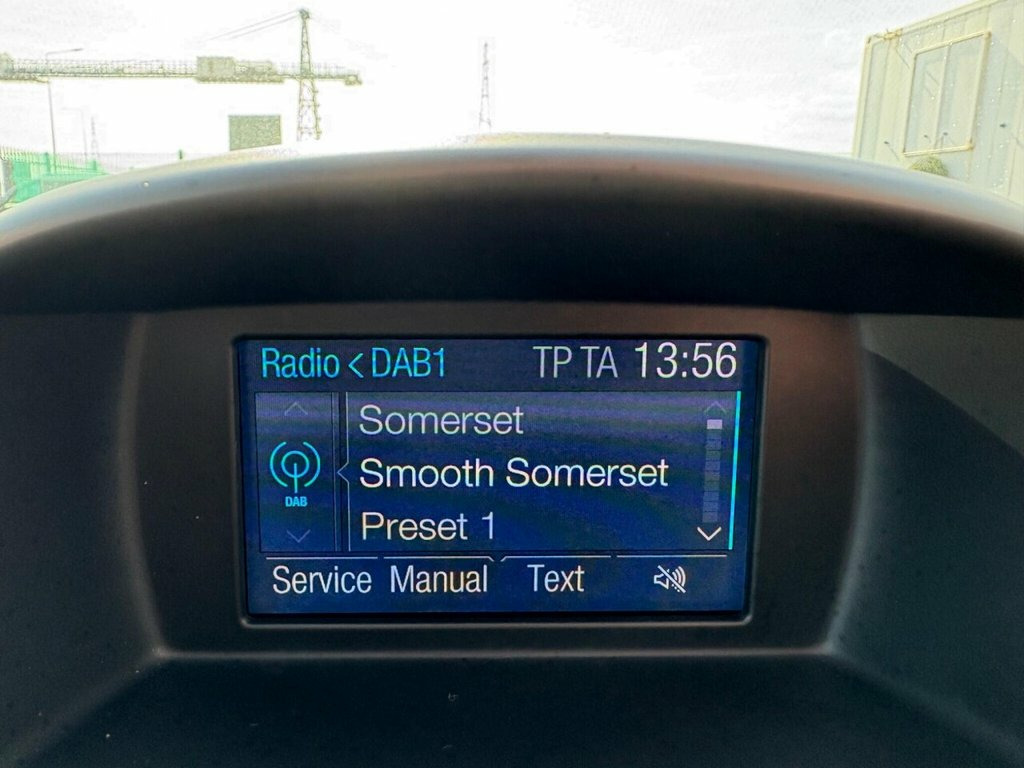 Radio < DAB1 TP TA 13:56
Somerset
DAB
Smooth Somerset
Preset 1
Service Manual Text